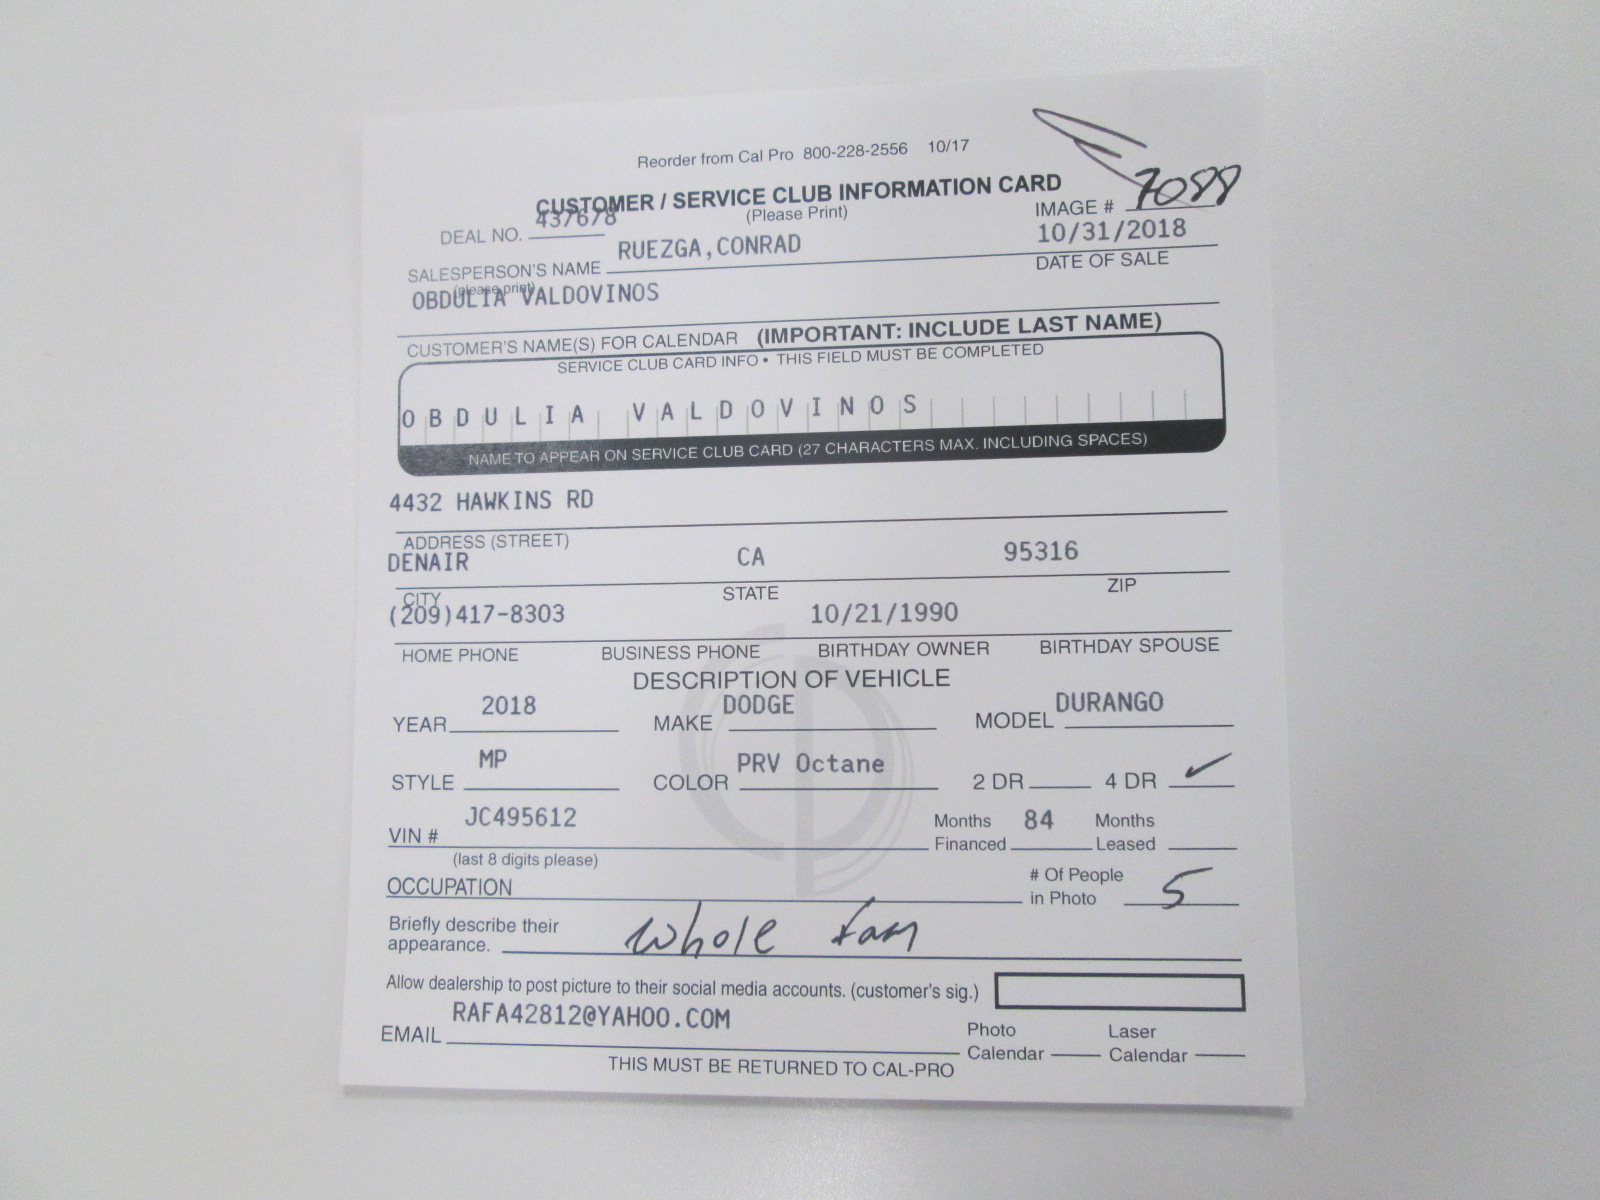 Reorder from Cal Pro 800-228-2556 10/17
CUSTOMER / SERVICE CLUB INFORMATION CARD
(Please Print)
IMAGE # 7088
DEAL NO. 437678
10/31/2018
DATE OF SALE
SALESPERSON'S NAME RUEZGA,CONRAD
(please print)
OBDULIA VALDOVINOS
CUSTOMER'S NAME(S) FOR CALENDAR (IMPORTANT: INCLUDE LAST NAME)
SERVICE CLUB CARD INFO • THIS FIELD MUST BE COMPLETED
OBDULIA VALDOVINOS
NAME TO APPEAR ON SERVICE CLUB CARD (27 CHARACTERS MAX. INCLUDING SPACES)
4432 HAWKINS RD
ADDRESS (STREET)
DENAIR CA 95316
CITY STATE ZIP
(209)417-8303 10/21/1990
HOME PHONE BUSINESS PHONE BIRTHDAY OWNER BIRTHDAY SPOUSE
DESCRIPTION OF VEHICLE
YEAR 2018 MAKE DODGE MODEL DURANGO
STYLE MP COLOR PRV Octane 2 DR 4 DR ✓
VIN # JC495612 Months Financed 84 Months Leased
(last 8 digits please)
OCCUPATION # Of People in Photo 5
Briefly describe their appearance. whole fam
Allow dealership to post picture to their social media accounts. (customer's sig.)
EMAIL RAFA42812@YAHOO.COM
Photo Calendar Laser Calendar
THIS MUST BE RETURNED TO CAL-PRO